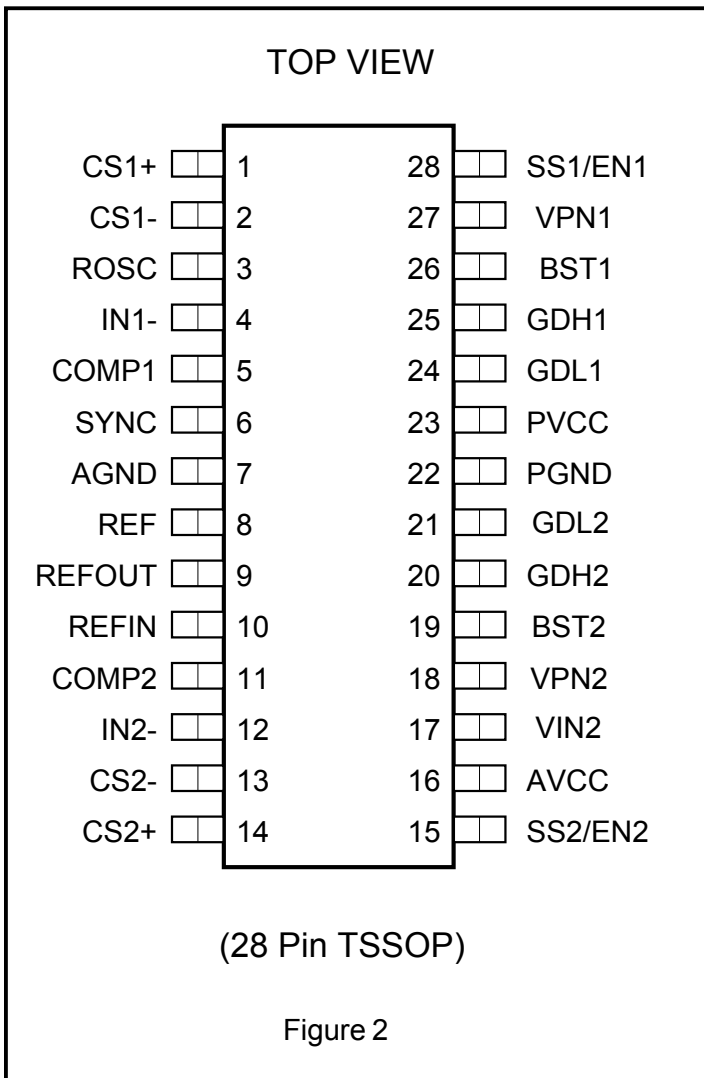 TOP VIEW
CS1+ 1 28 SS1/EN1
CS1- 2 27 VPN1
ROSC 3 26 BST1
IN1- 4 25 GDH1
COMP1 5 24 GDL1
SYNC 6 23 PVCC
AGND 7 22 PGND
REF 8 21 GDL2
REFOUT 9 20 GDH2
REFIN 10 19 BST2
COMP2 11 18 VPN2
IN2- 12 17 VIN2
CS2- 13 16 AVCC
CS2+ 14 15 SS2/EN2
(28 Pin TSSOP)
Figure 2